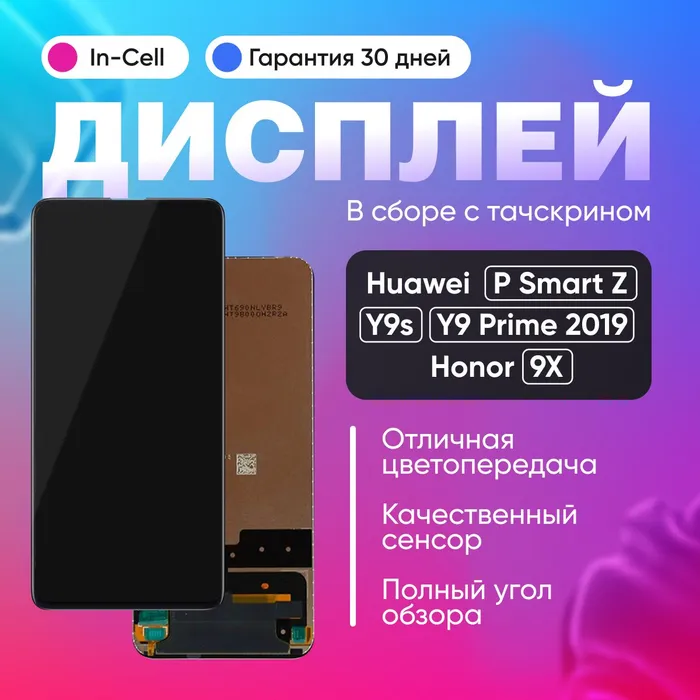 In-Cell
Гарантия 30 дней
ДИСПЛЕЙ
В сборе с тачскрином
Huawei P Smart Z
Y9s Y9 Prime 2019
Honor 9X
Отличная
цветопередача
Качественный
сенсор
Полный угол
обзора